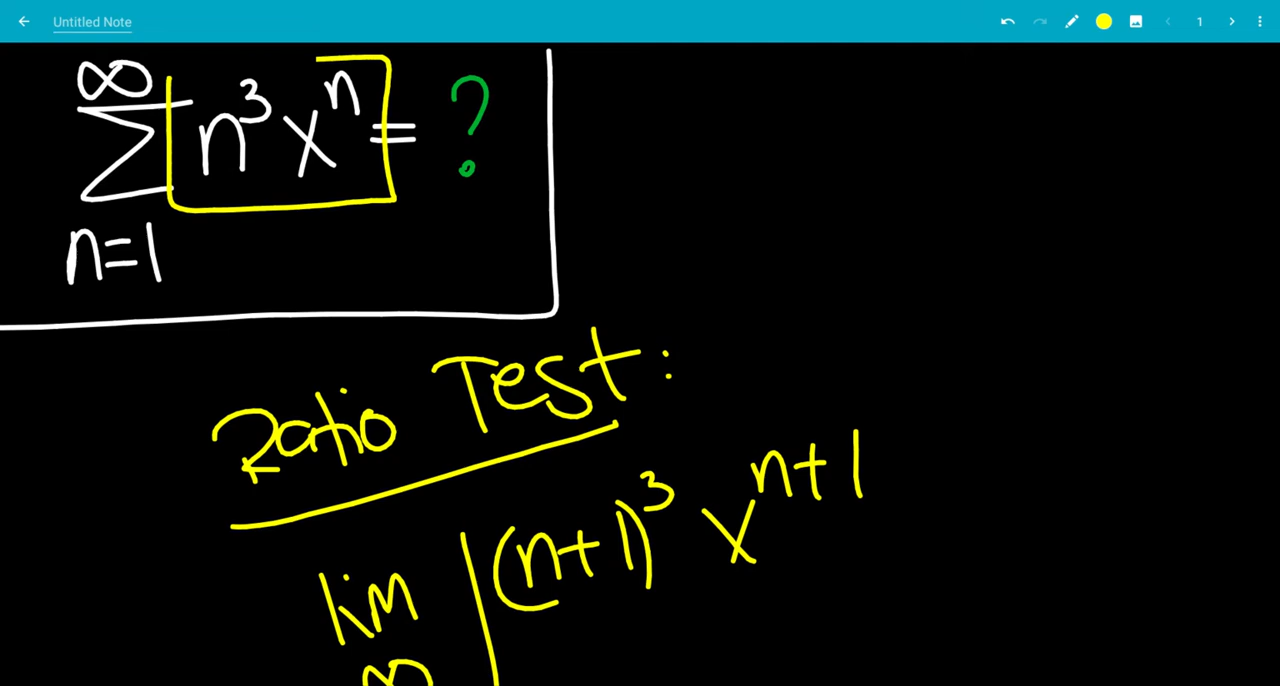 Untitled Note
1
∞
∑ n³xⁿ = ?
n=1
Ratio Test:
lim |(n+1)³ xⁿ⁺¹
∞